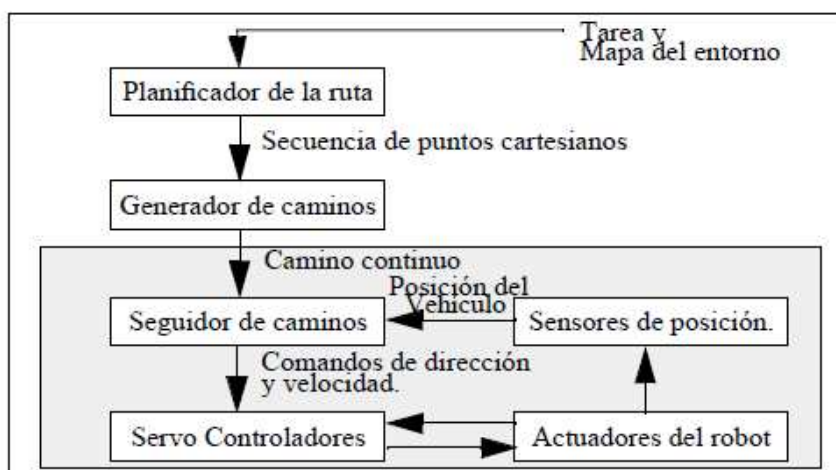 Tarea y
Mapa del entorno
Planificador de la ruta
Secuencia de puntos cartesianos
Generador de caminos
Camino continuo
Posición del
Vehículo
Seguidor de caminos
Sensores de posición.
Comandos de dirección
y velocidad.
Servo Controladores
Actuadores del robot